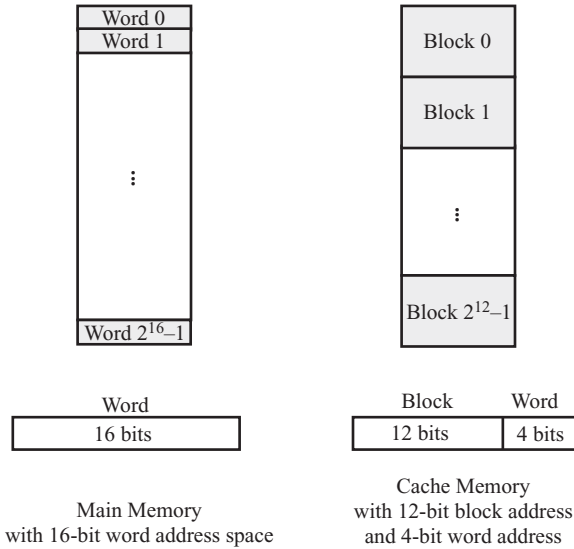 Word 0
Word 1
⋮
Word 2¹⁶–1
Word
16 bits
Main Memory
with 16-bit word address space
Block 0
Block 1
⋮
Block 2¹²–1
Block Word
12 bits 4 bits
Cache Memory
with 12-bit block address
and 4-bit word address